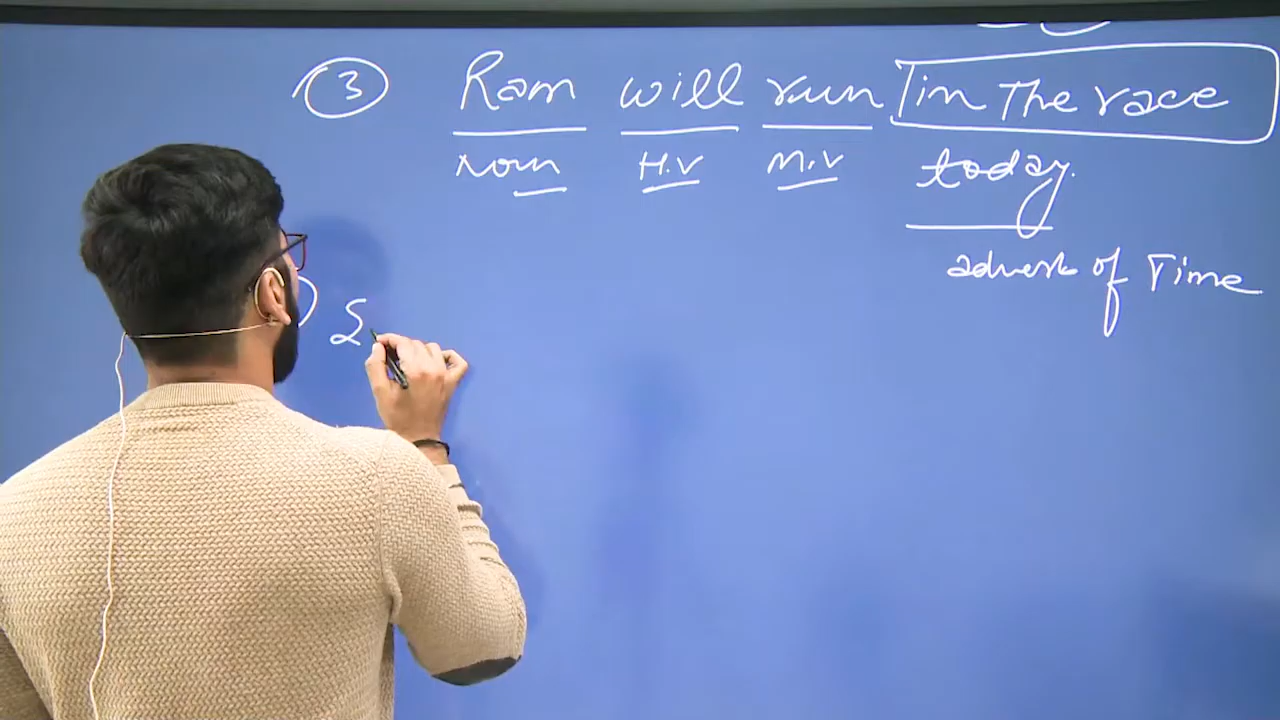 3 Ram will run in the race
noun H.V M.V today.
adverb of Time
S